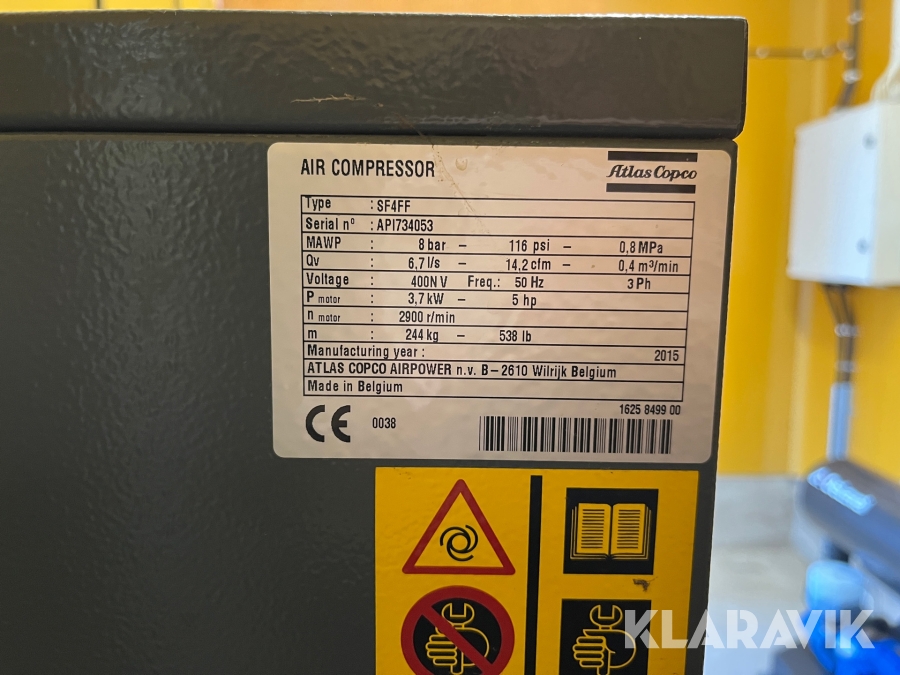 AIR COMPRESSOR
Atlas Copco
Type : SF4FF
Serial nº : API734053
MAWP : 8 bar – 116 psi – 0,8 MPa
Qv : 6,7 l/s – 14,2 cfm – 0,4 m³/min
Voltage : 400N V Freq.: 50 Hz 3 Ph
P motor : 3,7 kW – 5 hp
n motor : 2900 r/min
m : 244 kg – 538 lb
Manufacturing year : 2015
ATLAS COPCO AIRPOWER n.v. B–2610 Wilrijk Belgium
Made in Belgium
1625 8499 00
CE 0038
KLARAVIK